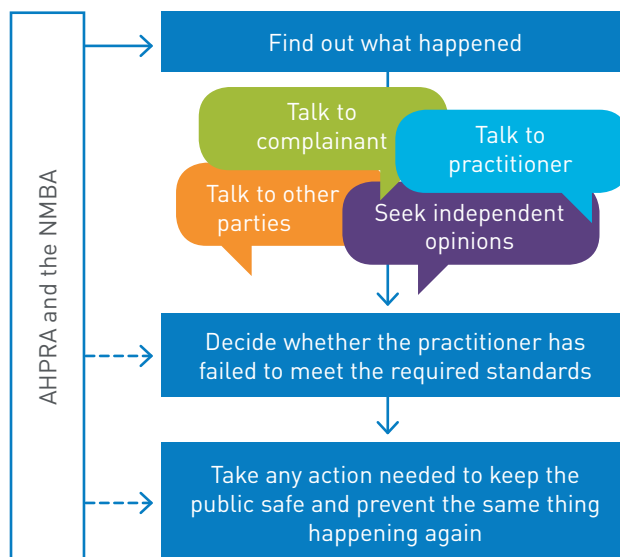 AHPRA and the NMBA
Find out what happened
Talk to
complainant
Talk to
practitioner
Talk to other
parties
Seek independent
opinions
Decide whether the practitioner has
failed to meet the required standards
Take any action needed to keep the
public safe and prevent the same thing
happening again